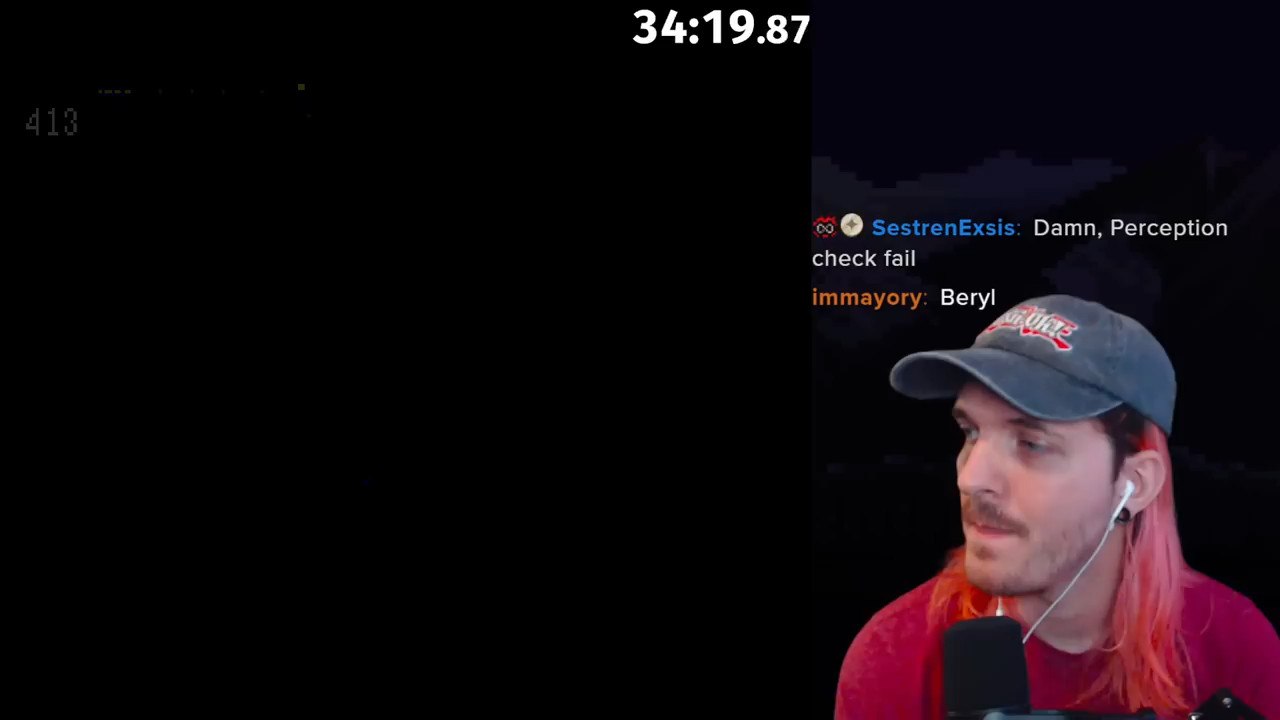 34:19.87
413
SestrenExsis: Damn, Perception
check fail
immayory: Beryl